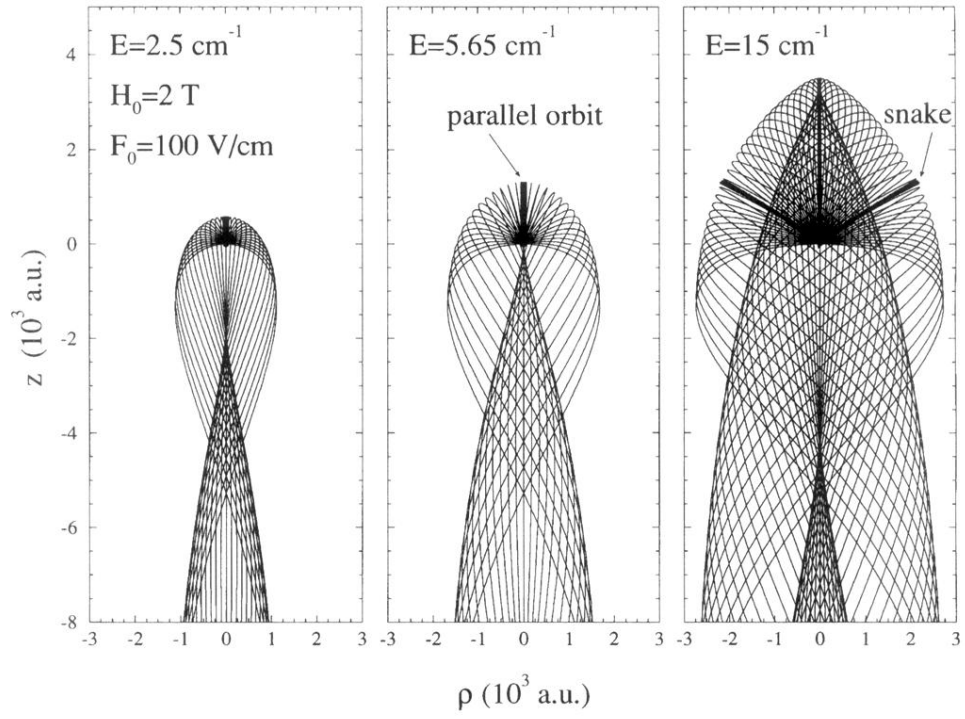 E=2.5 cm⁻¹
H₀=2 T
F₀=100 V/cm
E=5.65 cm⁻¹
parallel orbit
E=15 cm⁻¹
snake
4
2
0
-2
-4
-6
-8
z (10³ a.u.)
-3 -2 -1 0 1 2 3
-3 -2 -1 0 1 2 3
-3 -2 -1 0 1 2 3
ρ (10³ a.u.)